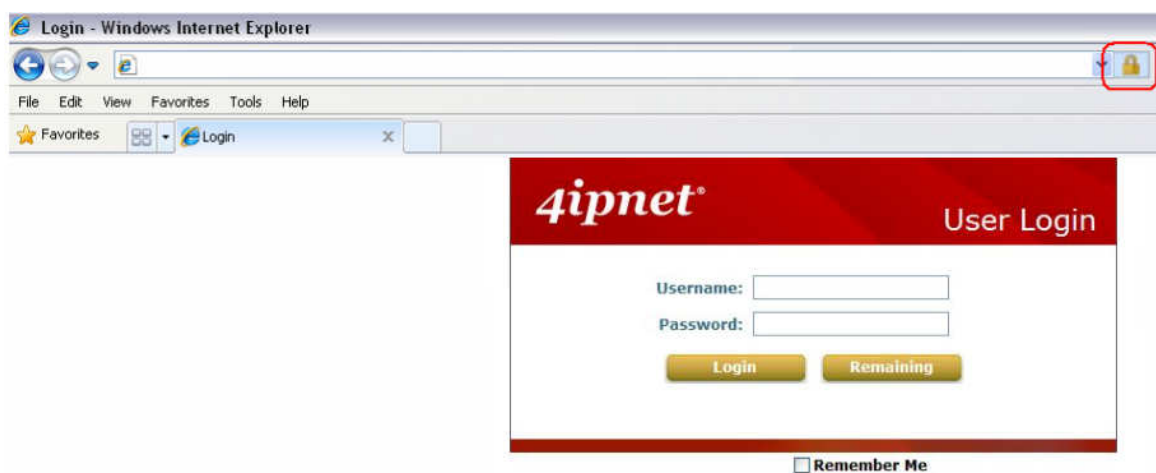 Login - Windows Internet Explorer
File Edit View Favorites Tools Help
Favorites Login
4ipnet®
User Login
Username:
Password:
Login Remaining
Remember Me